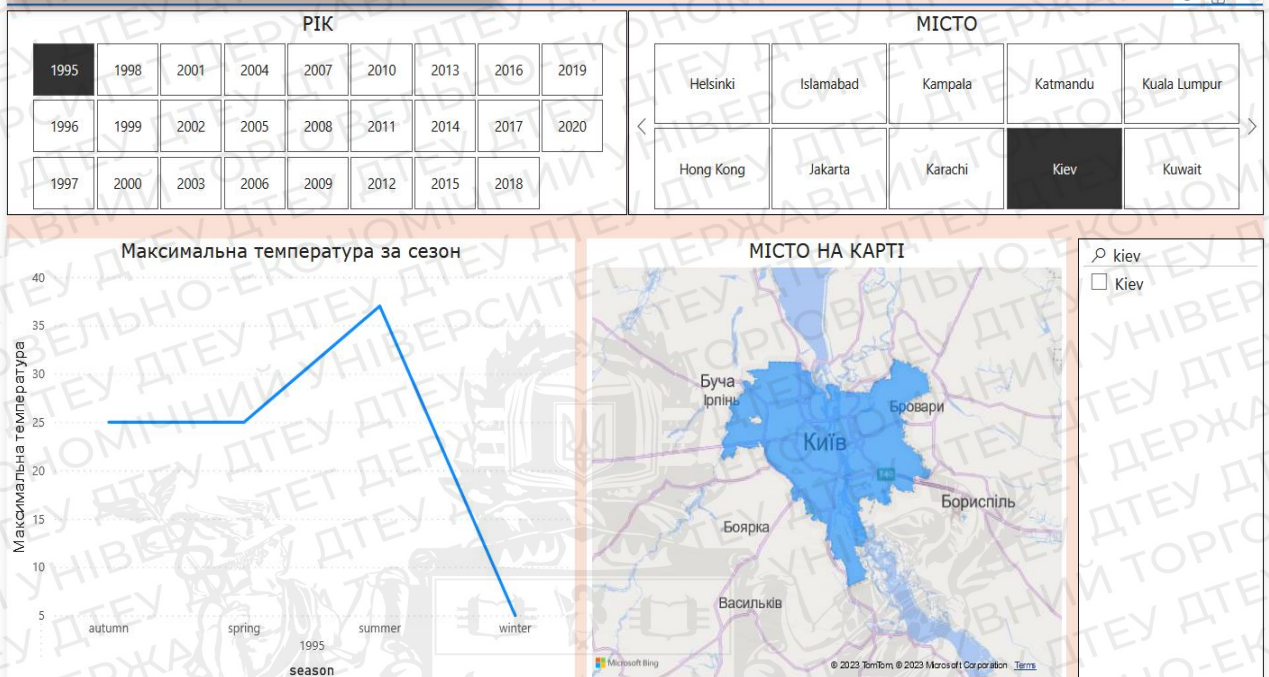 РІК
1995 1998 2001 2004 2007 2010 2013 2016 2019
1996 1999 2002 2005 2008 2011 2014 2017 2020
1997 2000 2003 2006 2009 2012 2015 2018
МІСТО
Helsinki Islamabad Kampala Katmandu Kuala Lumpur
Hong Kong Jakarta Karachi Kiev Kuwait
Максимальна температура за сезон
Максимальна температура
40
35
30
25
20
15
10
5
autumn spring summer winter
1995
season
МІСТО НА КАРТІ
Буча
Ірпінь
Бровари
Київ
Бориспіль
Боярка
Васильків
Microsoft Bing
© 2023 TomTom, © 2023 Microsoft Corporation Terms
kiev
Kiev